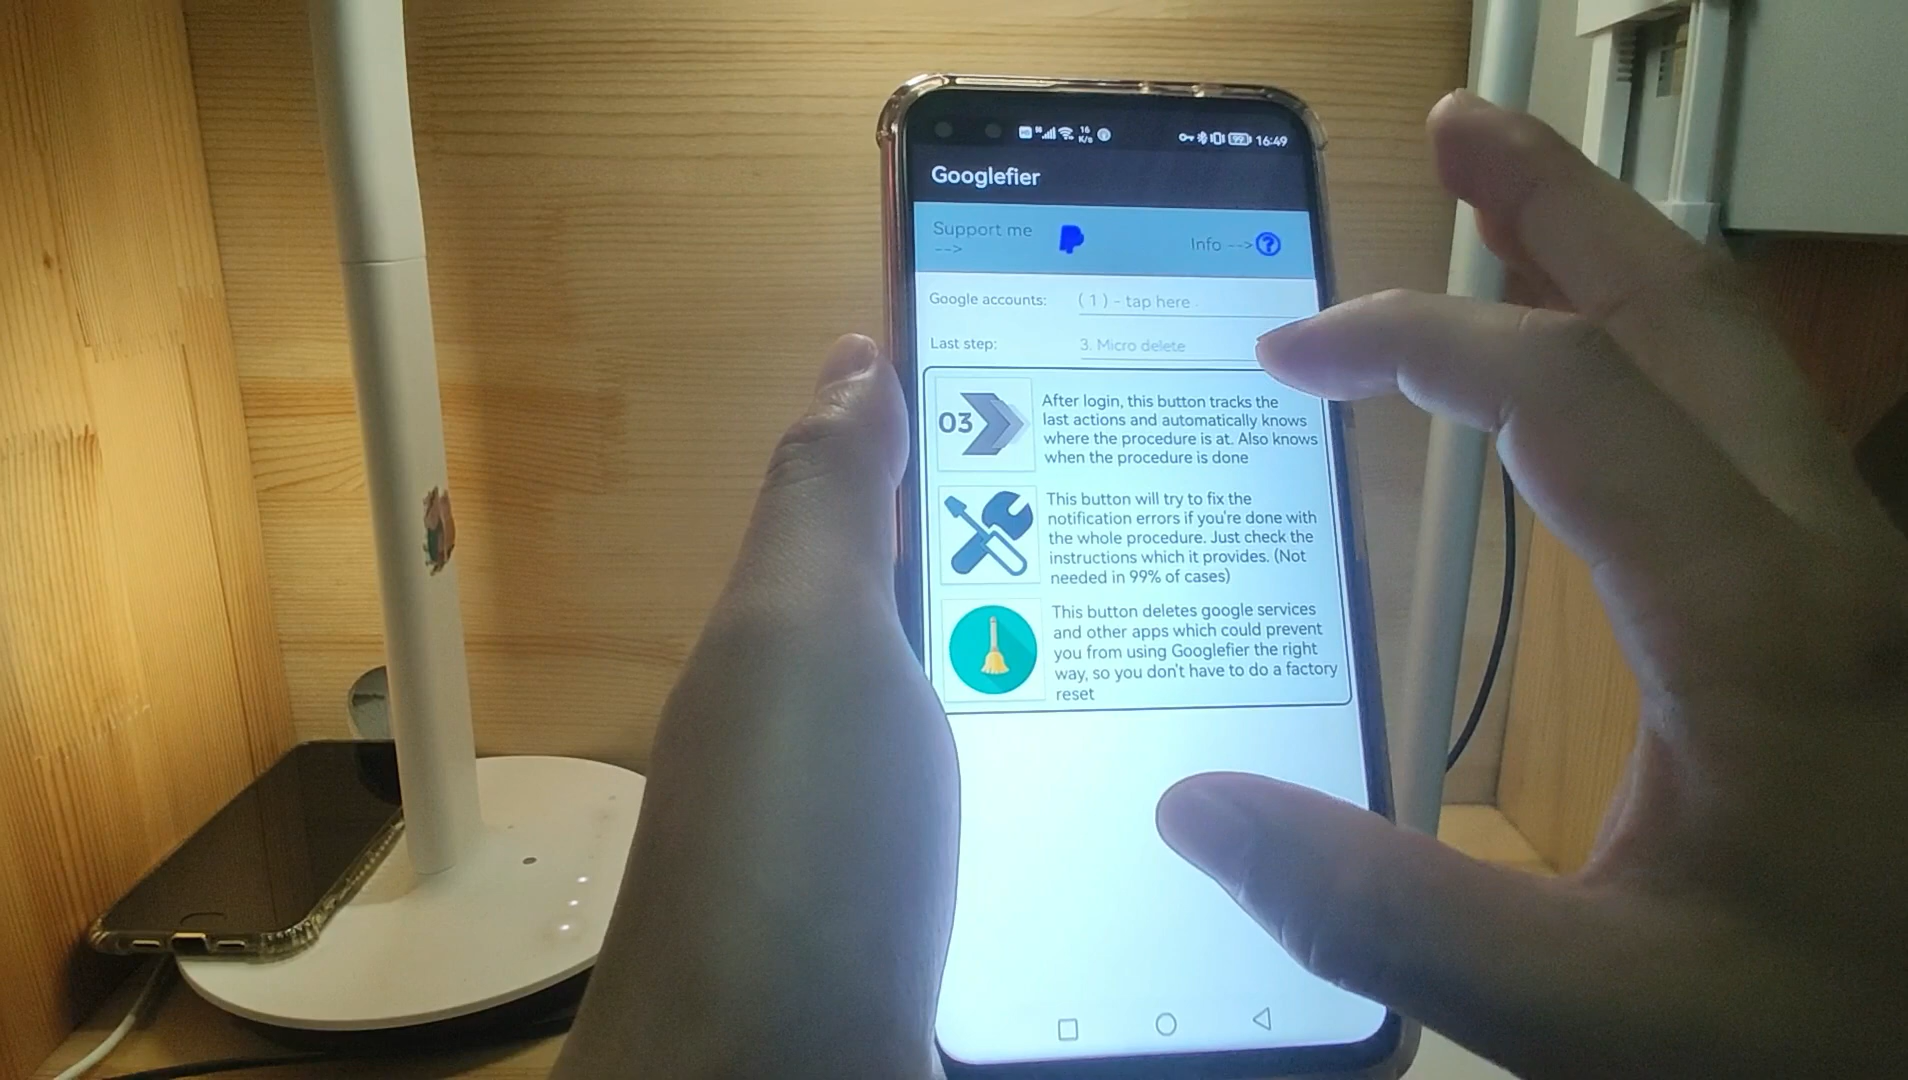 16
K/s
99
16:49
Googlefier
Support me
-->
Info -->?
Google accounts:
( 1 ) - tap here
Last step:
3. Micro delete
03
After login, this button tracks the
last actions and automatically knows
where the procedure is at. Also knows
when the procedure is done
This button will try to fix the
notification errors if you're done with
the whole procedure. Just check the
instructions which it provides. (Not
needed in 99% of cases)
This button deletes google services
and other apps which could prevent
you from using Googlefier the right
way, so you don't have to do a factory
reset